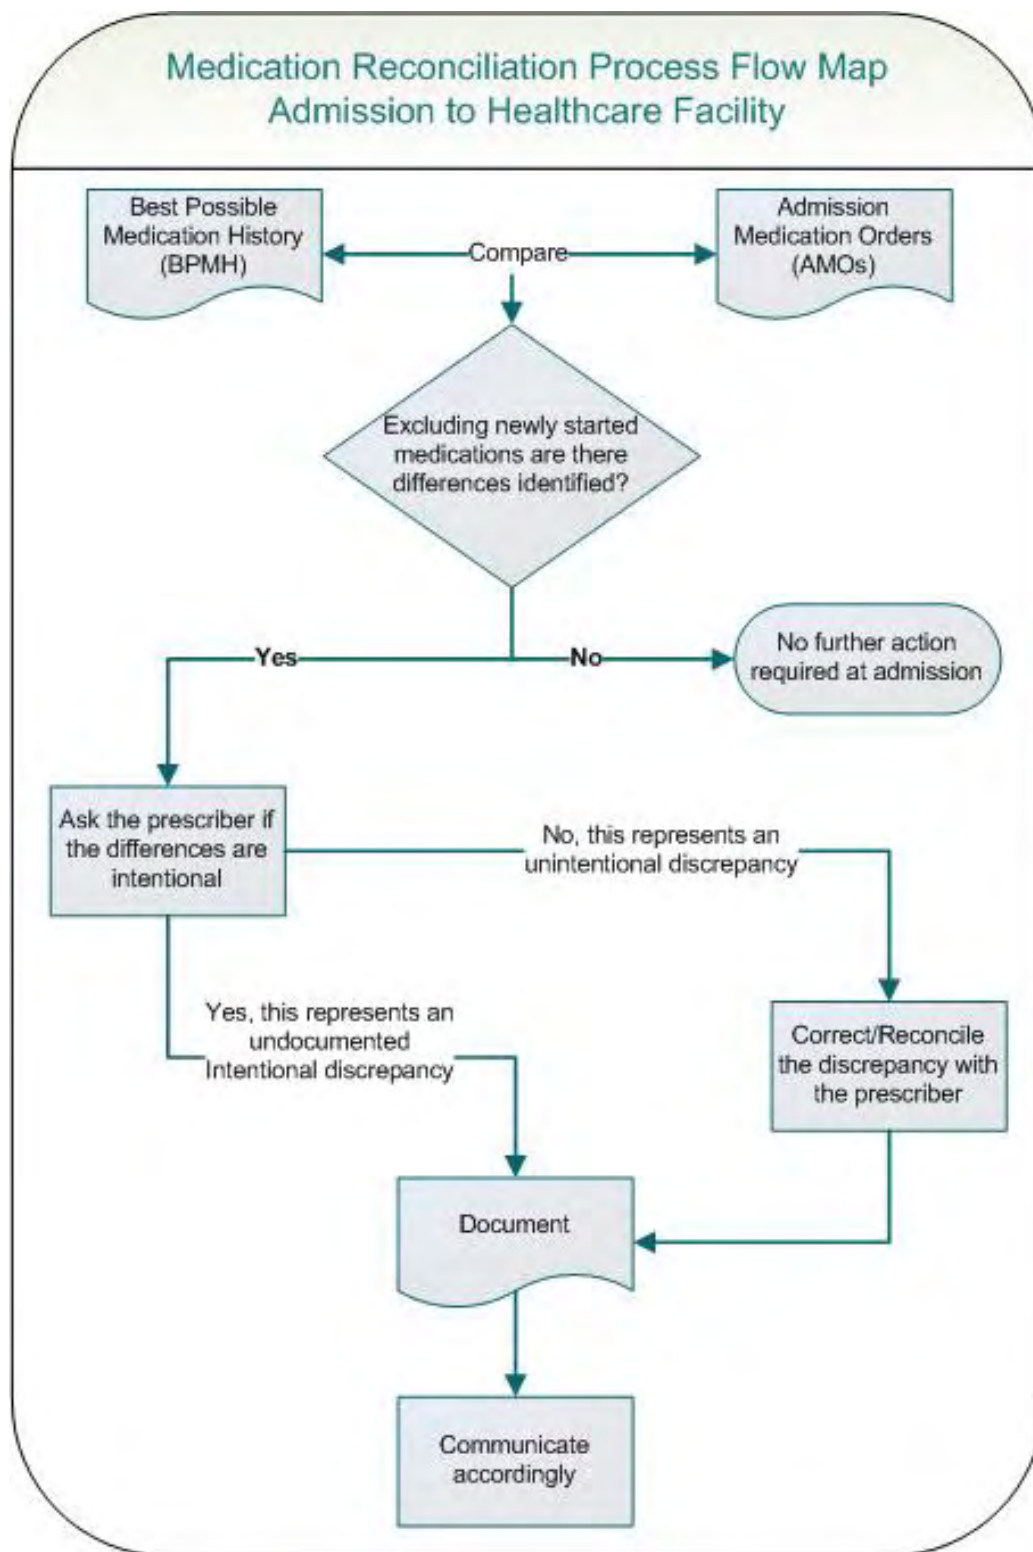 Medication Reconciliation Process Flow Map
Admission to Healthcare Facility
Best Possible
Medication History
(BPMH)
Compare
Admission
Medication Orders
(AMOs)
Excluding newly started
medications are there
differences identified?
Yes
No
No further action
required at admission
Ask the prescriber if
the differences are
intentional
No, this represents an
unintentional discrepancy
Yes, this represents an
undocumented
Intentional discrepancy
Correct/Reconcile
the discrepancy with
the prescriber
Document
Communicate
accordingly